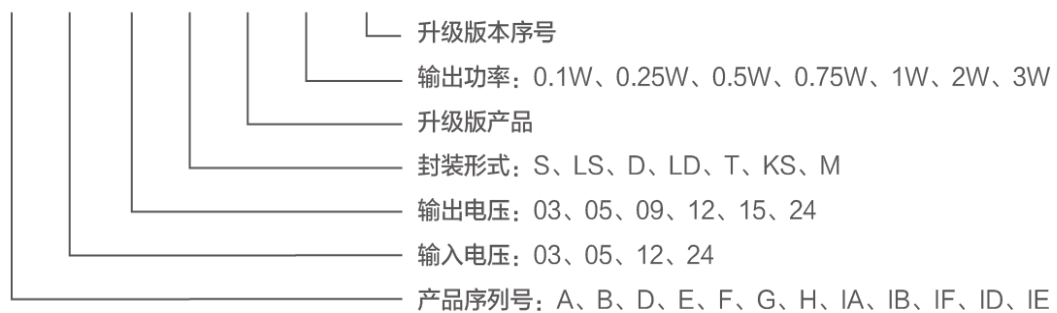 升级版本序号
输出功率：0.1W、0.25W、0.5W、0.75W、1W、2W、3W
升级版产品
封装形式：S、LS、D、LD、T、KS、M
输出电压：03、05、09、12、15、24
输入电压：03、05、12、24
产品序列号：A、B、D、E、F、G、H、IA、IB、IF、ID、IE